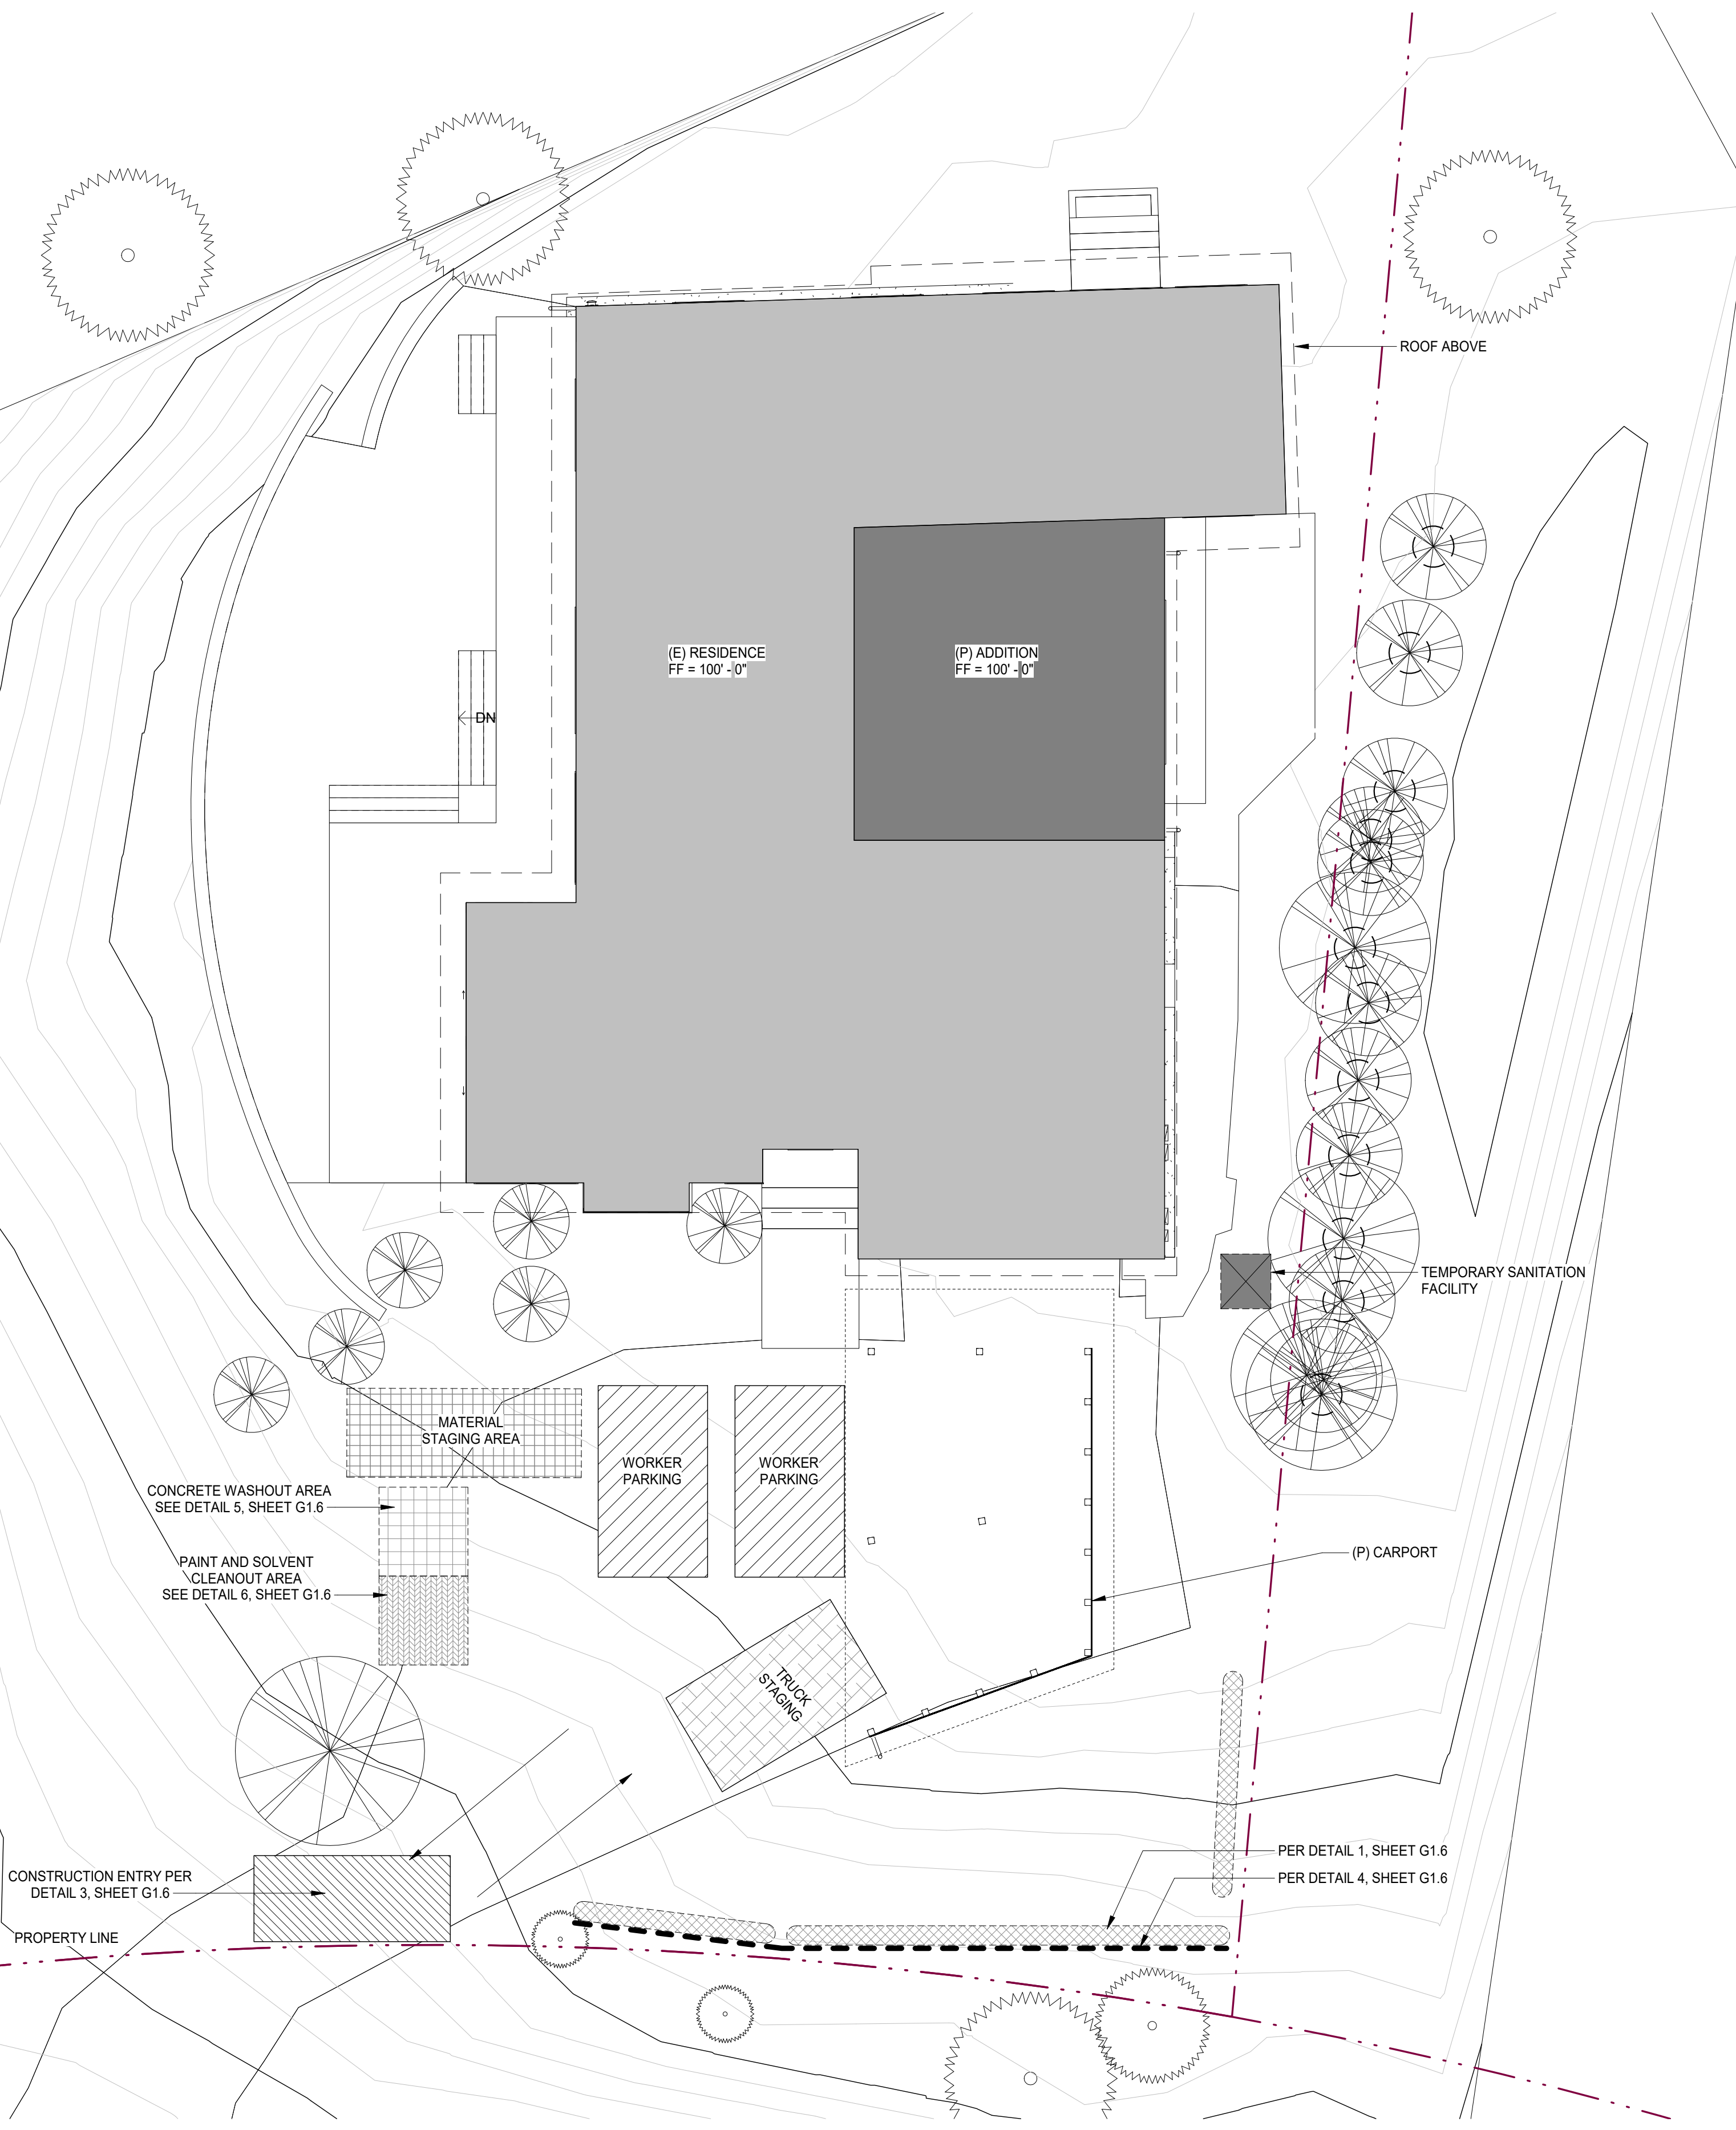 ROOF ABOVE
(E) RESIDENCE
FF = 100' - 0"
(P) ADDITION
FF = 100' - 0"
DN
TEMPORARY SANITATION
FACILITY
MATERIAL
STAGING AREA
WORKER
PARKING
WORKER
PARKING
CONCRETE WASHOUT AREA
SEE DETAIL 5, SHEET G1.6
PAINT AND SOLVENT
CLEANOUT AREA
SEE DETAIL 6, SHEET G1.6
(P) CARPORT
TRUCK
STAGING
PER DETAIL 1, SHEET G1.6
PER DETAIL 4, SHEET G1.6
CONSTRUCTION ENTRY PER
DETAIL 3, SHEET G1.6
PROPERTY LINE